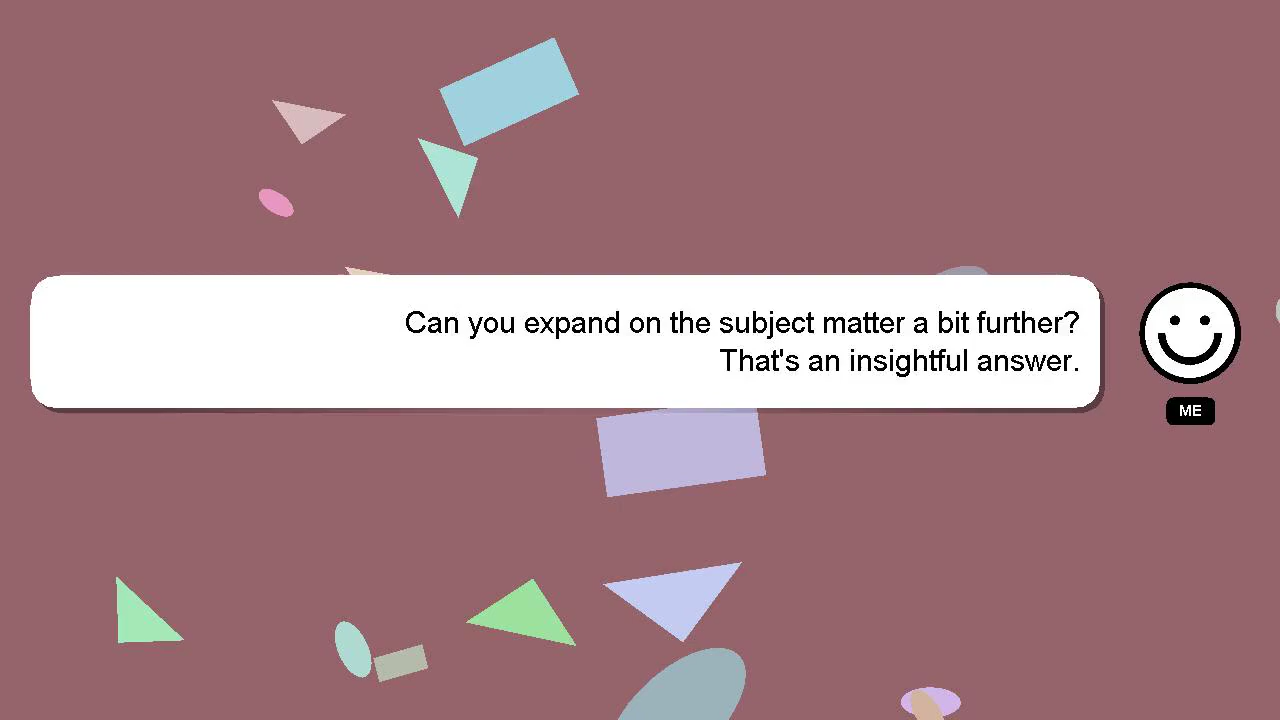 Can you expand on the subject matter a bit further?
That's an insightful answer.
ME